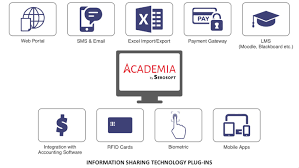 Web Portal
SMS & Email
Excel Import/Export
Payment Gateway
LMS
(Moodle, Blackboard etc.)
PAY
ACADEMIA
by SEROSOFT
Integration with
Accounting Software
RFID Cards
Biometric
Mobile Apps
INFORMATION SHARING TECHNOLOGY PLUG-INS